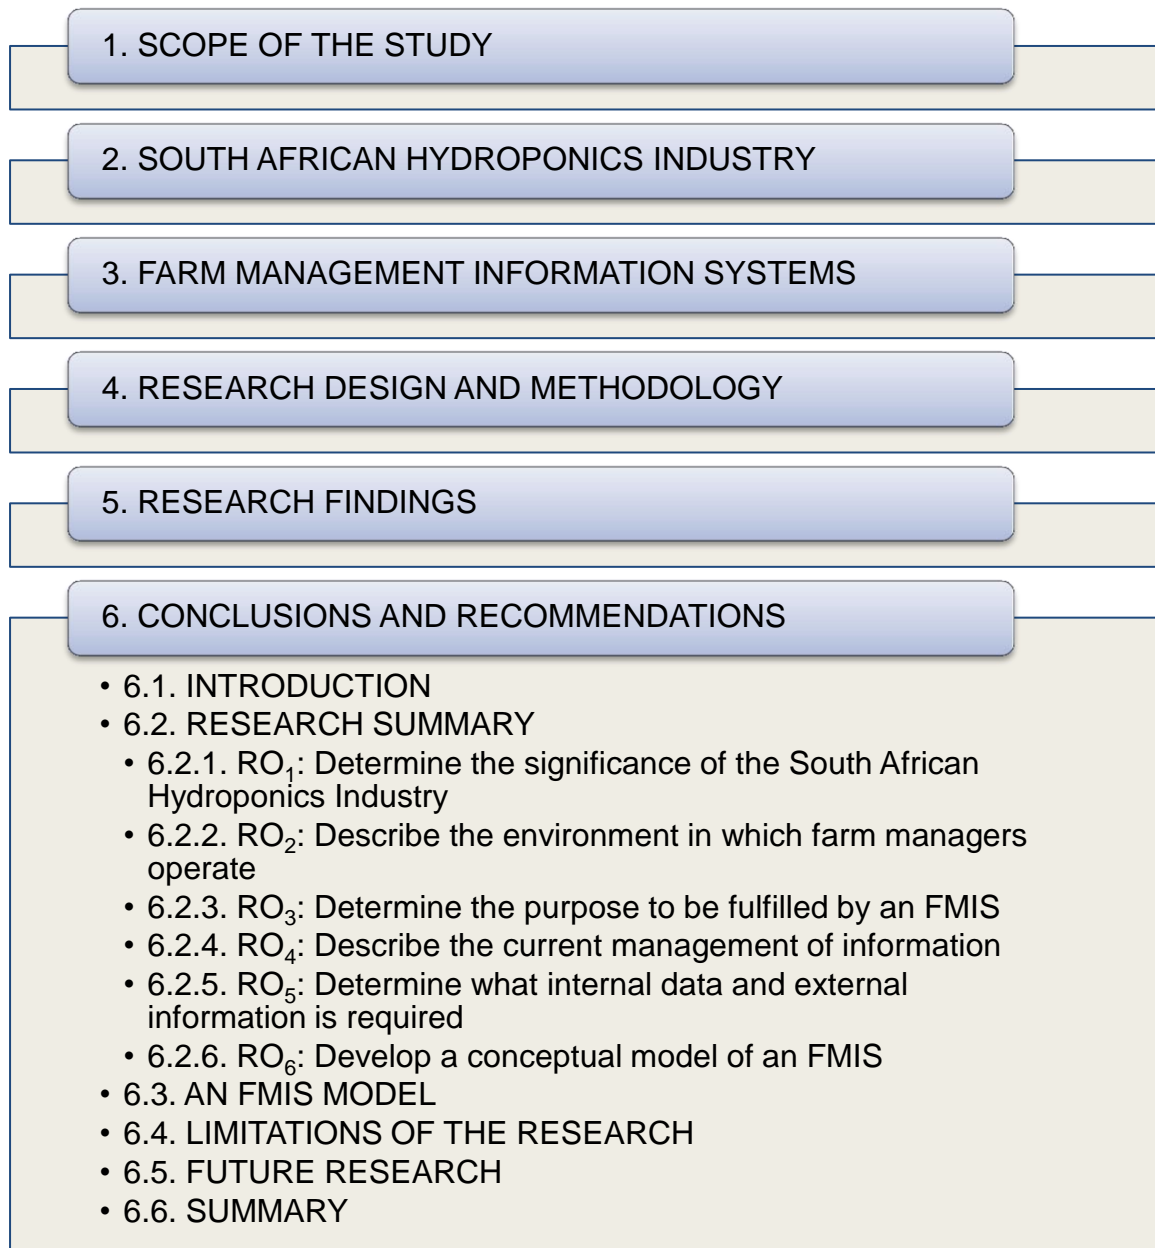 1. SCOPE OF THE STUDY
2. SOUTH AFRICAN HYDROPONICS INDUSTRY
3. FARM MANAGEMENT INFORMATION SYSTEMS
4. RESEARCH DESIGN AND METHODOLOGY
5. RESEARCH FINDINGS
6. CONCLUSIONS AND RECOMMENDATIONS
• 6.1. INTRODUCTION
• 6.2. RESEARCH SUMMARY
• 6.2.1. RO₁: Determine the significance of the South African
Hydroponics Industry
• 6.2.2. RO₂: Describe the environment in which farm managers
operate
• 6.2.3. RO₃: Determine the purpose to be fulfilled by an FMIS
• 6.2.4. RO₄: Describe the current management of information
• 6.2.5. RO₅: Determine what internal data and external
information is required
• 6.2.6. RO₆: Develop a conceptual model of an FMIS
• 6.3. AN FMIS MODEL
• 6.4. LIMITATIONS OF THE RESEARCH
• 6.5. FUTURE RESEARCH
• 6.6. SUMMARY